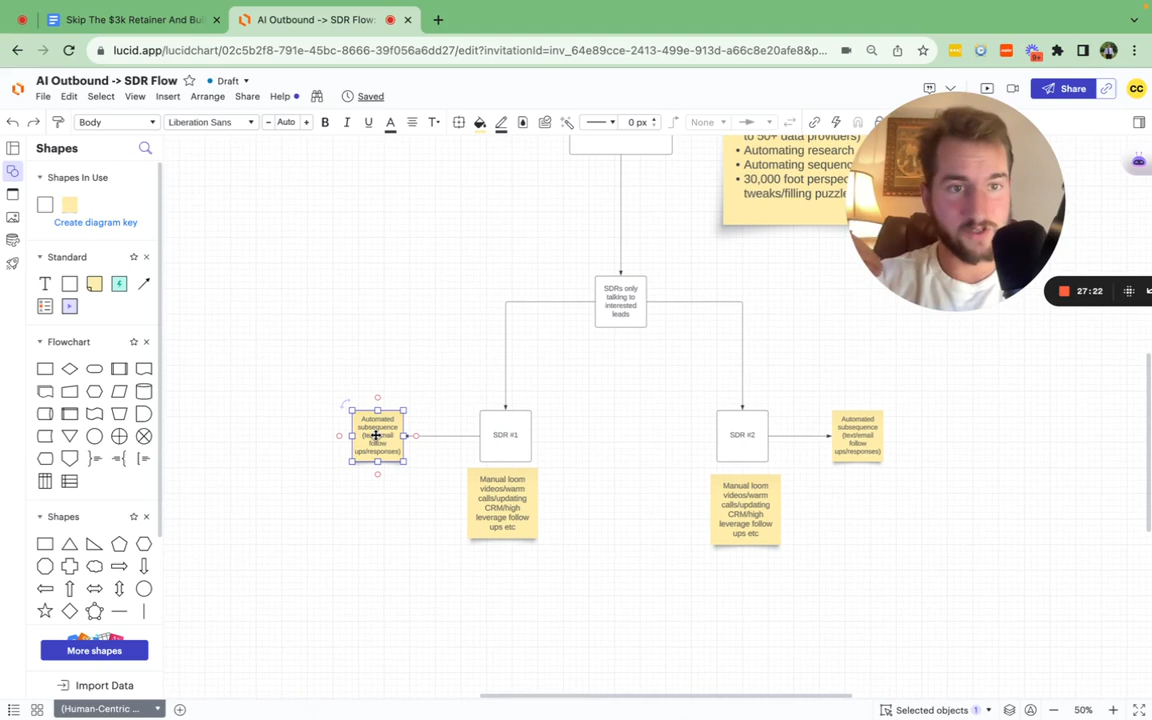 Skip The $3k Retainer And Bui
AI Outbound -> SDR Flow:
lucid.app/lucidchart/02c5b2f8-791e-45bc-8666-39f056a6dd27/edit?invitationId=inv_64e89cce-2413-499e-913d-a66c8e20afe8&p...
9+
AI Outbound -> SDR Flow
Draft
File Edit Select View Insert Arrange Share Help
Saved
Share
CC
Body
Liberation Sans
- Auto +
B I U A
T
0 px
None
Shapes
Shapes In Use
Create diagram key
Standard
T
Flowchart
Shapes
More shapes
Import Data
to 50+ data providers)
• Automating research
• Automating sequenc
• 30,000 foot perspec
tweaks/filling puzzle
27:22
SDRs only
talking to
interested
leads
Automated
subsequence
(text/email
follow
ups/responses)
SDR #1
SDR #2
Automated
subsequence
(text/email
follow
ups/responses)
Manual loom
videos/warm
calls/updating
CRM/high
leverage follow
ups etc
Manual loom
videos/warm
calls/updating
CRM/high
leverage follow
ups etc
(Human-Centric ...
Selected objects 1
50%